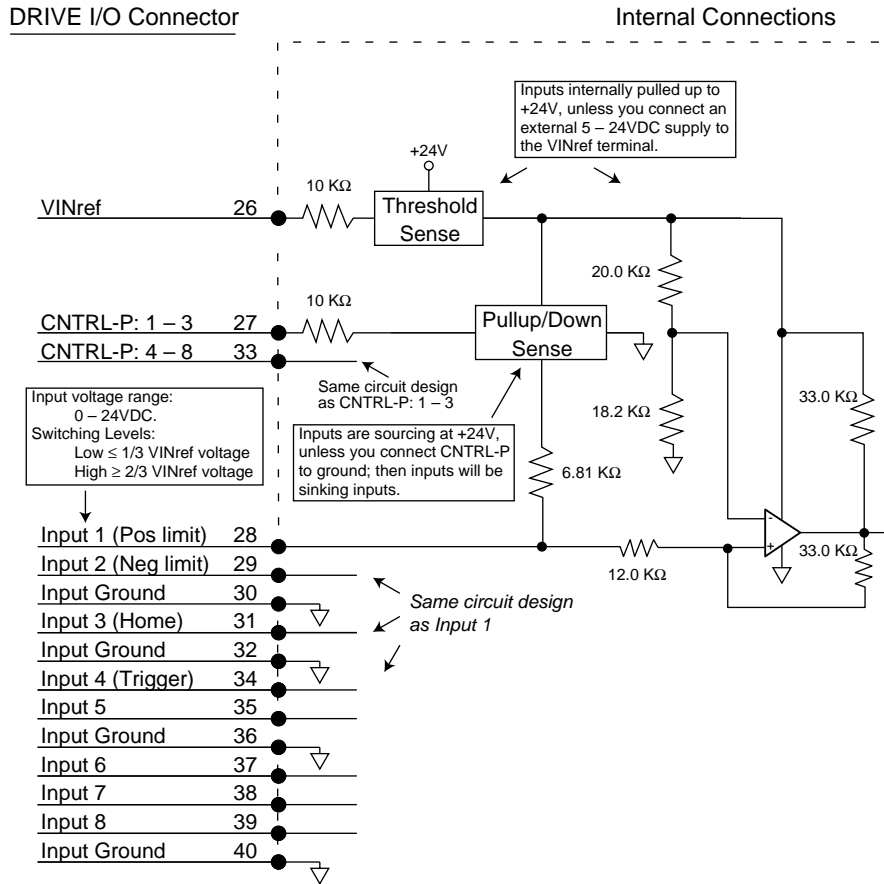 DRIVE I/O Connector
Internal Connections
Inputs internally pulled up to
+24V, unless you connect an
external 5 – 24VDC supply to
the VINref terminal.
+24V
10 KΩ
VINref 26
Threshold
Sense
20.0 KΩ
10 KΩ
CNTRL-P: 1 – 3 27
Pullup/Down
Sense
CNTRL-P: 4 – 8 33
Same circuit design
as CNTRL-P: 1 – 3
Input voltage range:
0 – 24VDC.
Switching Levels:
Low ≤ 1/3 VINref voltage
High ≥ 2/3 VINref voltage
18.2 KΩ
33.0 KΩ
Inputs are sourcing at +24V,
unless you connect CNTRL-P
to ground; then inputs will be
sinking inputs.
6.81 KΩ
Input 1 (Pos limit) 28
-
+
33.0 KΩ
12.0 KΩ
Input 2 (Neg limit) 29
Input Ground 30
Same circuit design
as Input 1
Input 3 (Home) 31
Input Ground 32
Input 4 (Trigger) 34
Input 5 35
Input Ground 36
Input 6 37
Input 7 38
Input 8 39
Input Ground 40